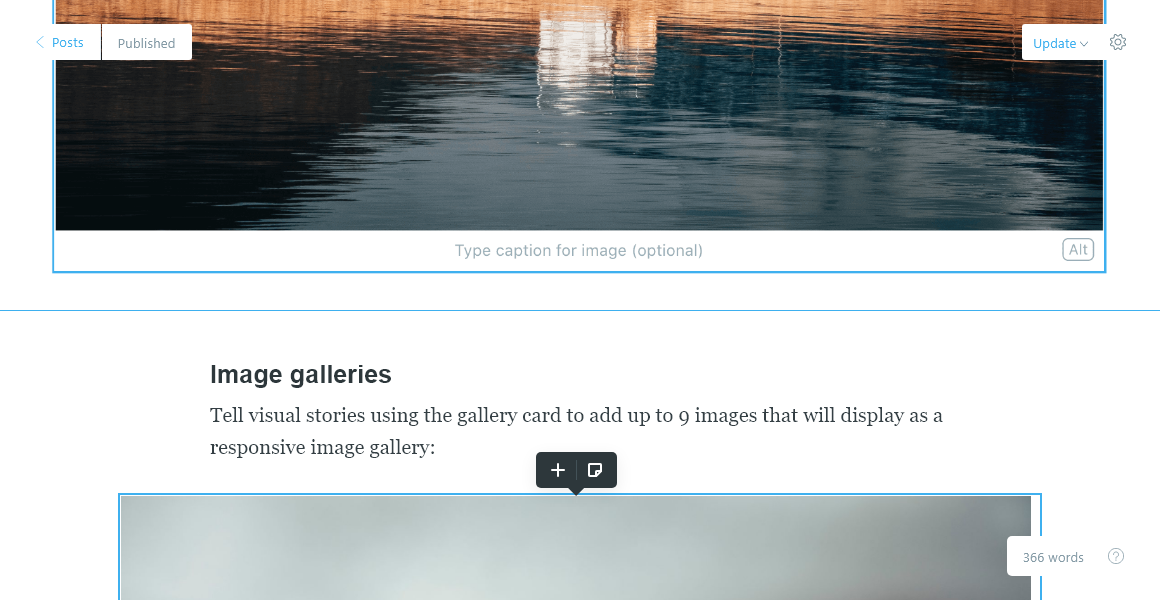 Posts
Published
Update
Type caption for image (optional)
Alt
Image galleries
Tell visual stories using the gallery card to add up to 9 images that will display as a
responsive image gallery:
366 words
?